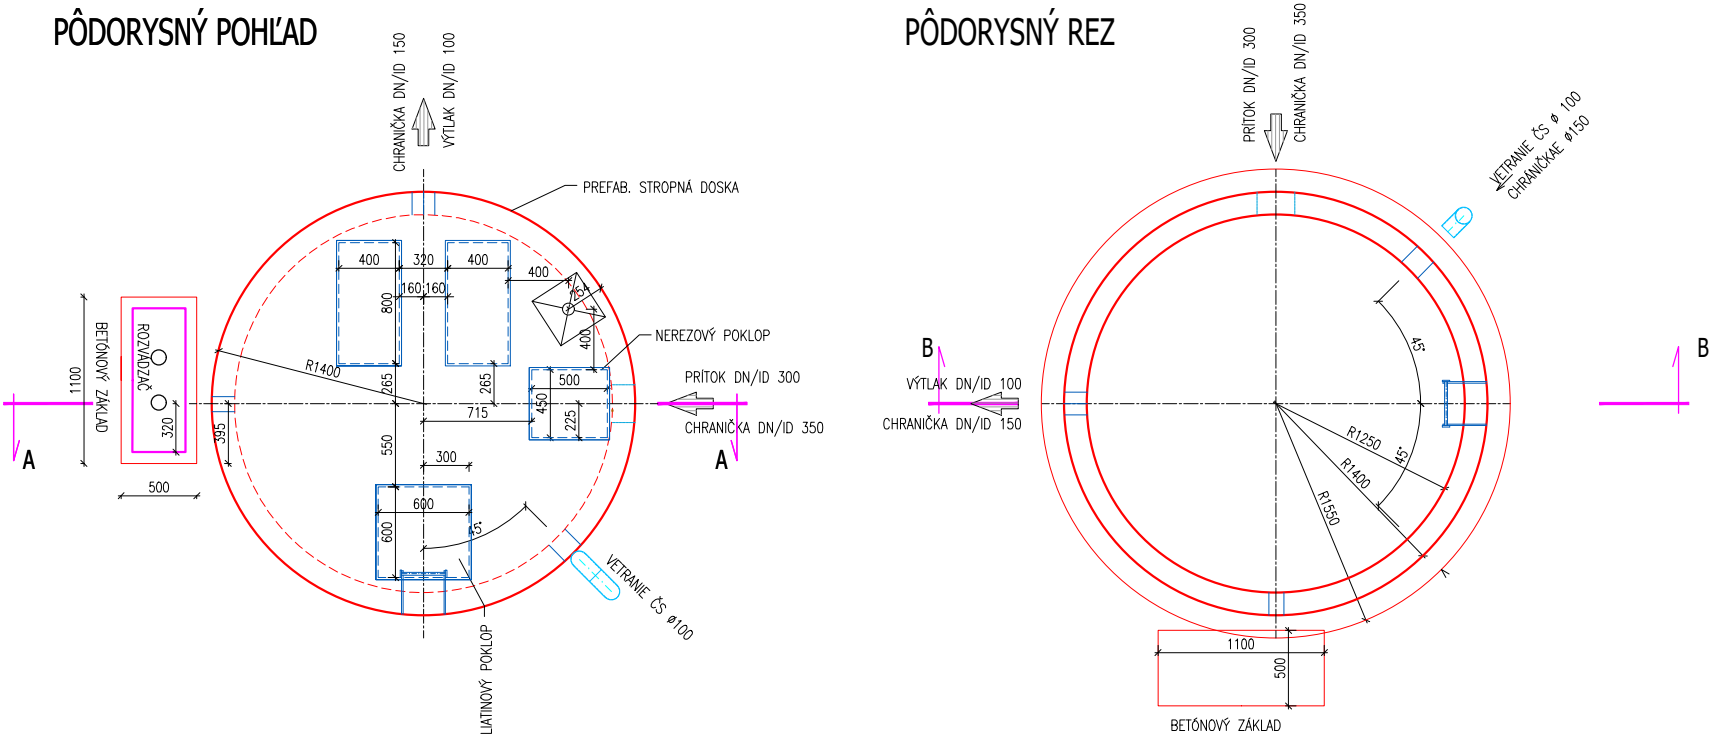 PÔDORYSNÝ POHĽAD
CHRANIČKA DN/ID 150
VÝTLAK DN/ID 100
PREFAB. STROPNÁ DOSKA
400
320
400
400
160
160
800
254
400
NEREZOVÝ POKLOP
R1400
265
265
500
450
225
715
PRÍTOK DN/ID 300
CHRANIČKA DN/ID 350
1100
BETÓNOVÝ ZÁKLAD
ROZVÁDZAČ
320
395
500
A
A
550
300
600
600
45°
VETRANIE ČS ø100
LIATINOVÝ POKLOP
PÔDORYSNÝ REZ
PRÍTOK DN/ID 300
CHRANIČKA DN/ID 350
VETRANIE ČS ø 100
CHRÁNIČKAE ø150
45°
45°
B
B
VÝTLAK DN/ID 100
CHRANIČKA DN/ID 150
R1250
R1400
R1550
1100
500
BETÓNOVÝ ZÁKLAD